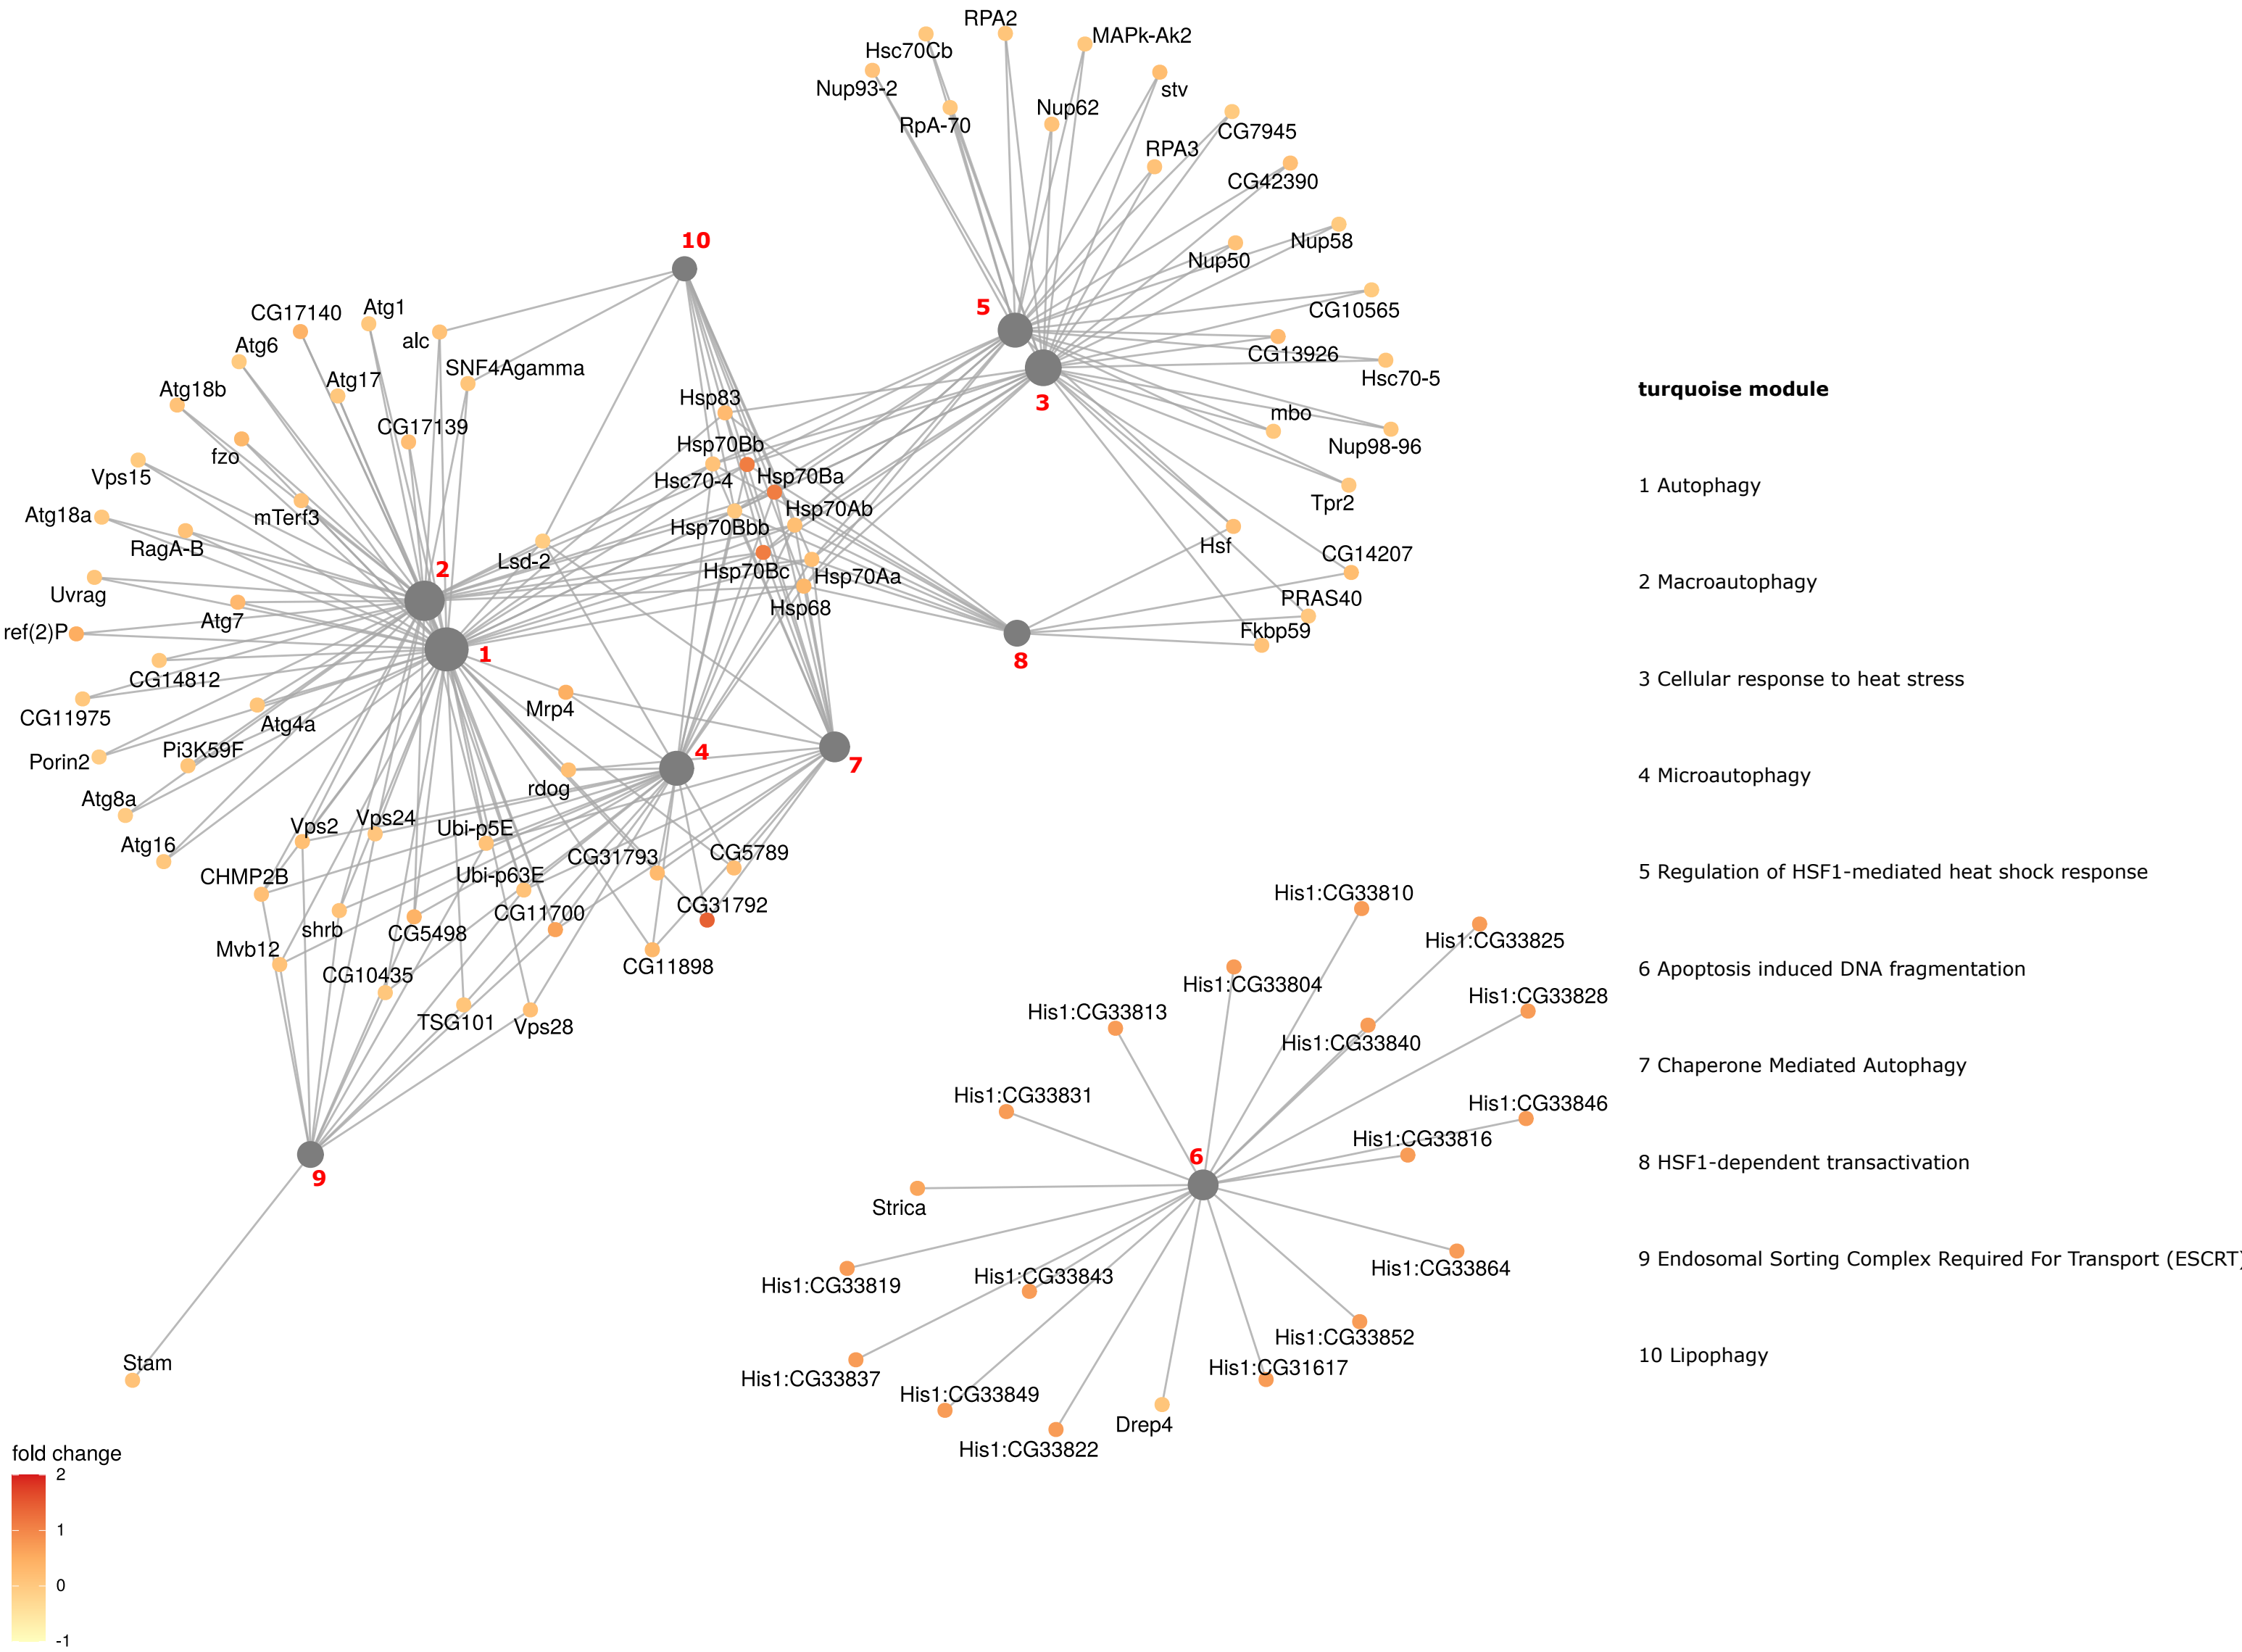 RPA2
MAPk-Ak2
Hsc70Cb
Nup93-2
stv
Nup62
RpA-70
CG7945
RPA3
CG42390
10
Nup58
Nup50
5
CG10565
CG17140
Atg1
alc
Atg6
CG13926
SNF4Agamma
Hsc70-5
Atg17
Atg18b
Hsp83
3
turquoise module
mbo
CG17139
Hsp70Bb
Nup98-96
fzo
Vps15
Hsc70-4
Hsp70Ba
1 Autophagy
Tpr2
Atg18a
mTerf3
Hsp70Ab
Hsp70Bbb
RagA-B
Hsf
CG14207
Lsd-2
2
Hsp70Bc
Hsp70Aa
2 Macroautophagy
Uvrag
PRAS40
Hsp68
Atg7
ref(2)P
Fkbp59
1
8
CG14812
3 Cellular response to heat stress
Mrp4
CG11975
Atg4a
Pi3K59F
4
Porin2
7
4 Microautophagy
rdog
Atg8a
Vps24
Vps2
Ubi-p5E
Atg16
CG31793
CG5789
5 Regulation of HSF1-mediated heat shock response
CHMP2B
Ubi-p63E
His1:CG33810
CG31792
CG11700
shrb
CG5498
His1:CG33825
Mvb12
CG11898
6 Apoptosis induced DNA fragmentation
CG10435
His1:CG33804
His1:CG33828
His1:CG33813
TSG101
Vps28
His1:CG33840
7 Chaperone Mediated Autophagy
His1:CG33831
His1:CG33846
His1:CG33816
6
8 HSF1-dependent transactivation
9
Strica
9 Endosomal Sorting Complex Required For Transport (ESCRT)
His1:CG33864
His1:CG33843
His1:CG33819
His1:CG33852
10 Lipophagy
Stam
His1:CG31617
His1:CG33837
His1:CG33849
Drep4
His1:CG33822
fold change
2
1
0
-1